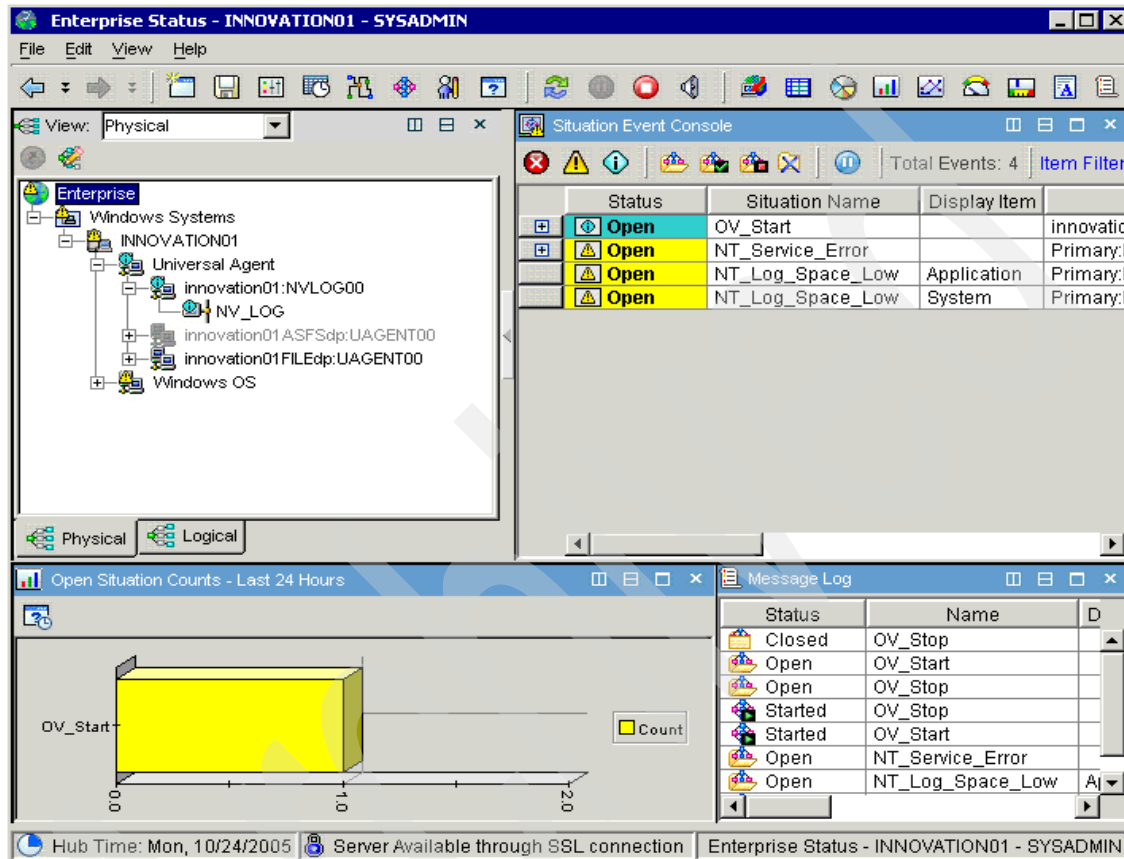 Enterprise Status - INNOVATION01 - SYSADMIN
File Edit View Help
View: Physical
Enterprise
Windows Systems
INNOVATION01
Universal Agent
innovation01:NVLOG00
NV_LOG
innovation01ASFSdp:UAGENT00
innovation01FILEdp:UAGENT00
Windows OS
Physical Logical
Situation Event Console
Total Events: 4 Item Filter
Status Situation Name Display Item
Open OV_Start innovatio
Open NT_Service_Error Primary:
Open NT_Log_Space_Low Application Primary:
Open NT_Log_Space_Low System Primary:
Open Situation Counts - Last 24 Hours
OV_Start
Count
0.0 1.0 2.0
Message Log
Status Name D
Closed OV_Stop
Open OV_Start
Open OV_Stop
Started OV_Stop
Started OV_Start
Open NT_Service_Error
Open NT_Log_Space_Low
Hub Time: Mon, 10/24/2005 Server Available through SSL connection Enterprise Status - INNOVATION01 - SYSADMIN